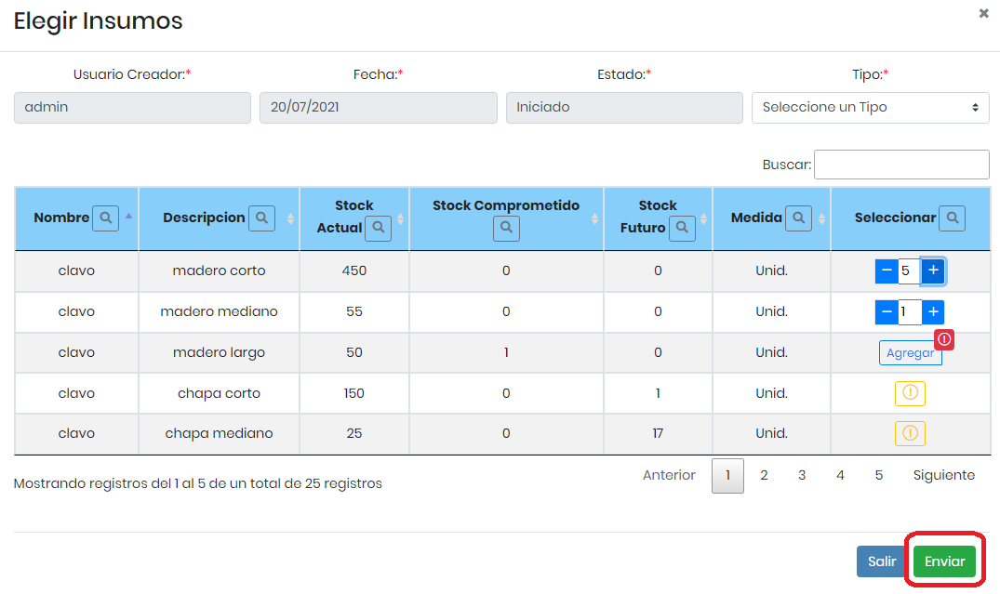 Elegir Insumos
×
Usuario Creador:* Fecha:* Estado:* Tipo:*
admin 20/07/2021 Iniciado Seleccione un Tipo
Buscar:
Nombre Descripcion Stock Actual Stock Comprometido Stock Futuro Medida Seleccionar
clavo madero corto 450 0 0 Unid. − 5 +
clavo madero mediano 55 0 0 Unid. − 1 +
clavo madero largo 50 1 0 Unid. Agregar
clavo chapa corto 150 0 1 Unid.
clavo chapa mediano 25 0 17 Unid.
Mostrando registros del 1 al 5 de un total de 25 registros
Anterior 1 2 3 4 5 Siguiente
Salir Enviar